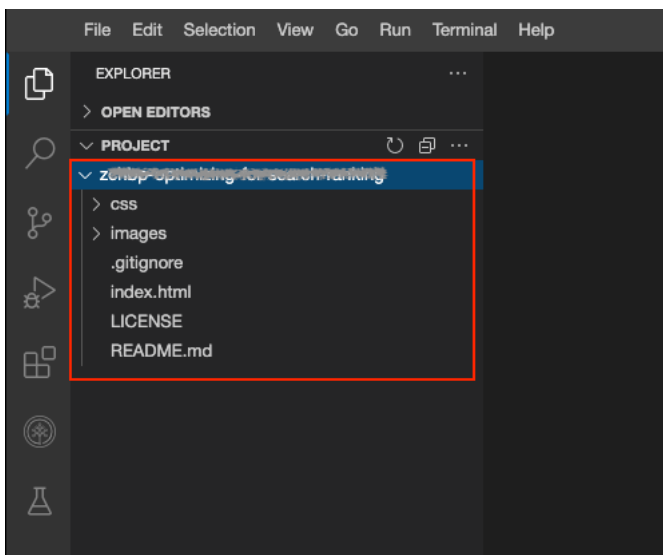 File Edit Selection View Go Run Terminal Help
EXPLORER
OPEN EDITORS
PROJECT
css
images
.gitignore
index.html
LICENSE
README.md